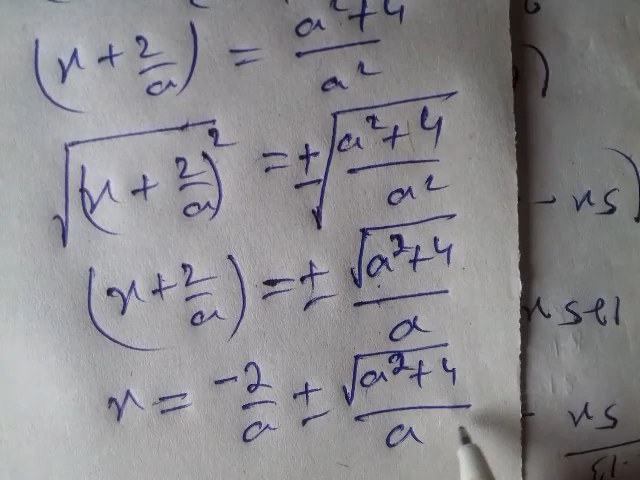 (x + 2/a) = a²+4/a²
√(x + 2/a)² = ± √a²+4/a²
(x + 2/a) = ± √a²+4/a
x = -2/a ± √a²+4/a